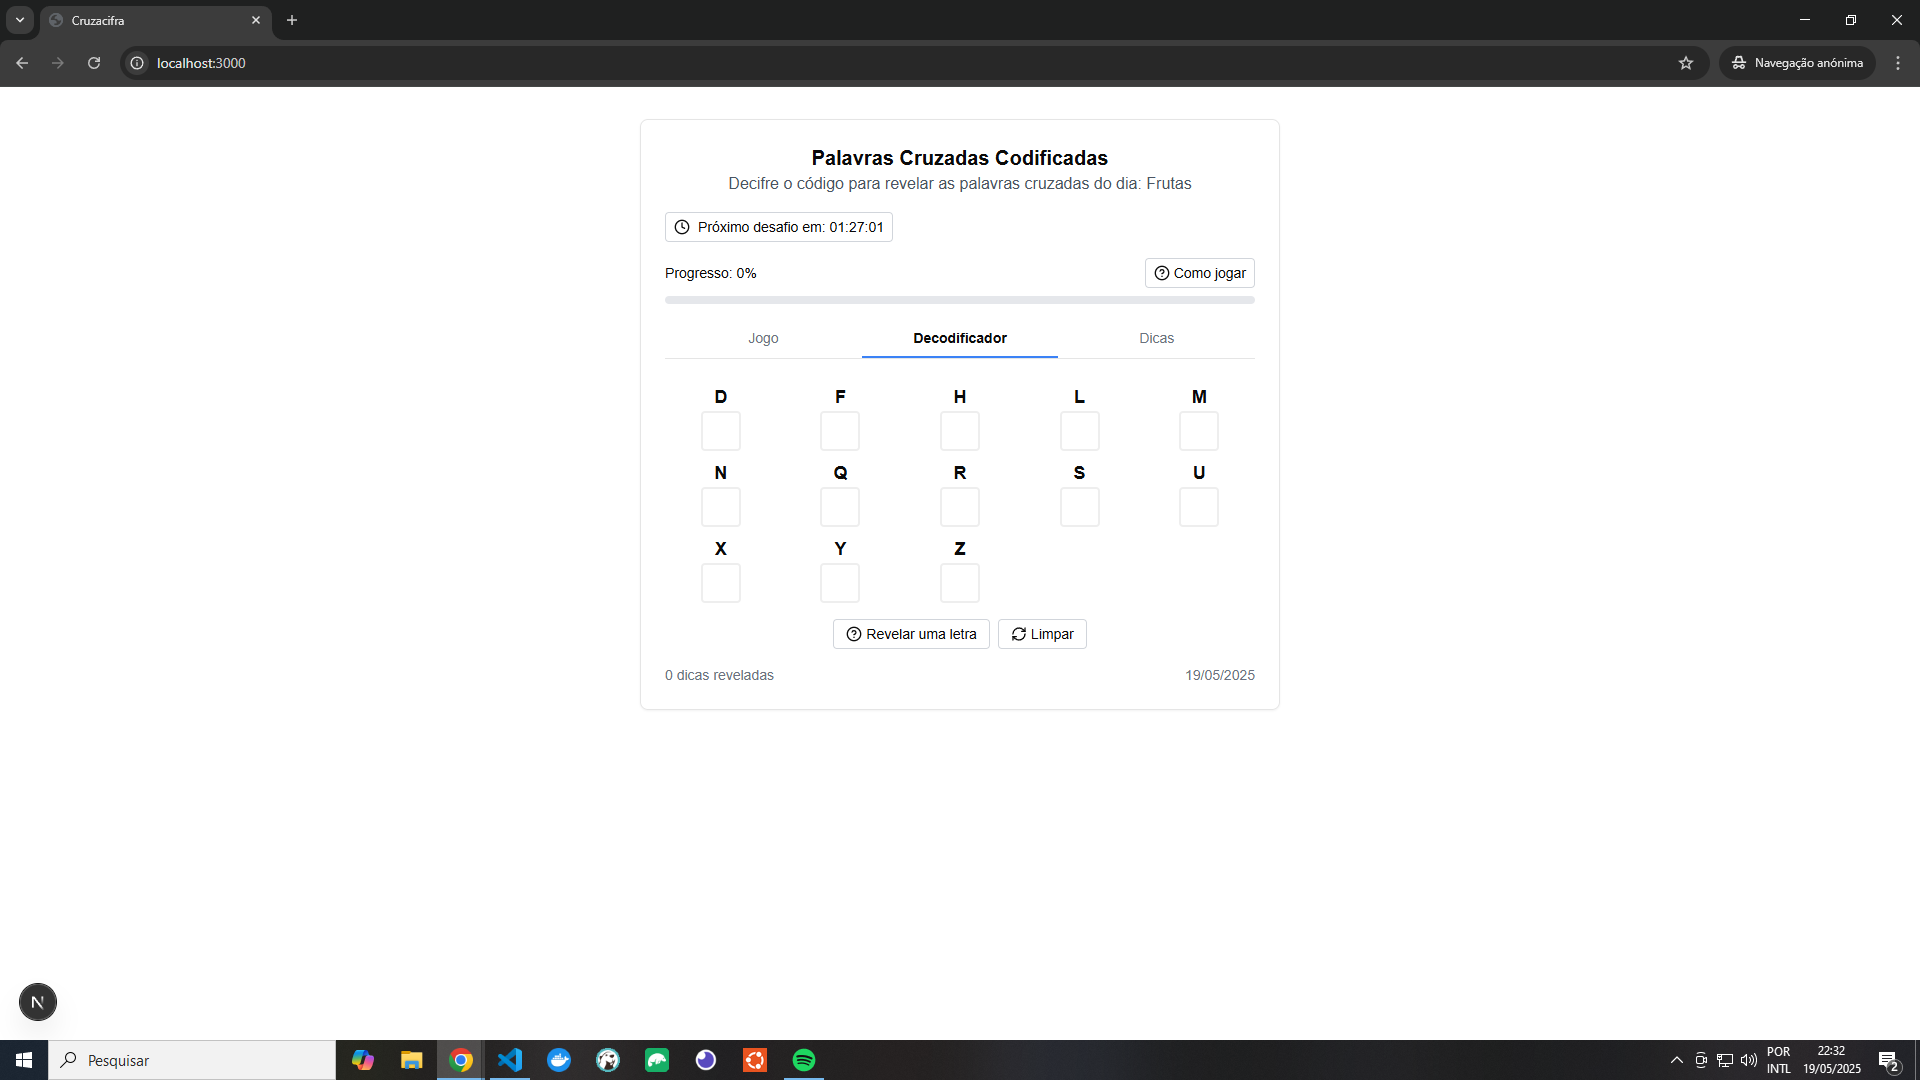 Cruzacifra
localhost:3000
Navegação anónima
Palavras Cruzadas Codificadas
Decifre o código para revelar as palavras cruzadas do dia: Frutas
Próximo desafio em: 01:27:01
Progresso: 0%
Como jogar
Jogo Decodificador Dicas
D F H L M
N Q R S U
X Y Z
Revelar uma letra Limpar
0 dicas reveladas 19/05/2025
N
Pesquisar
POR
INTL
22:32
19/05/2025
2